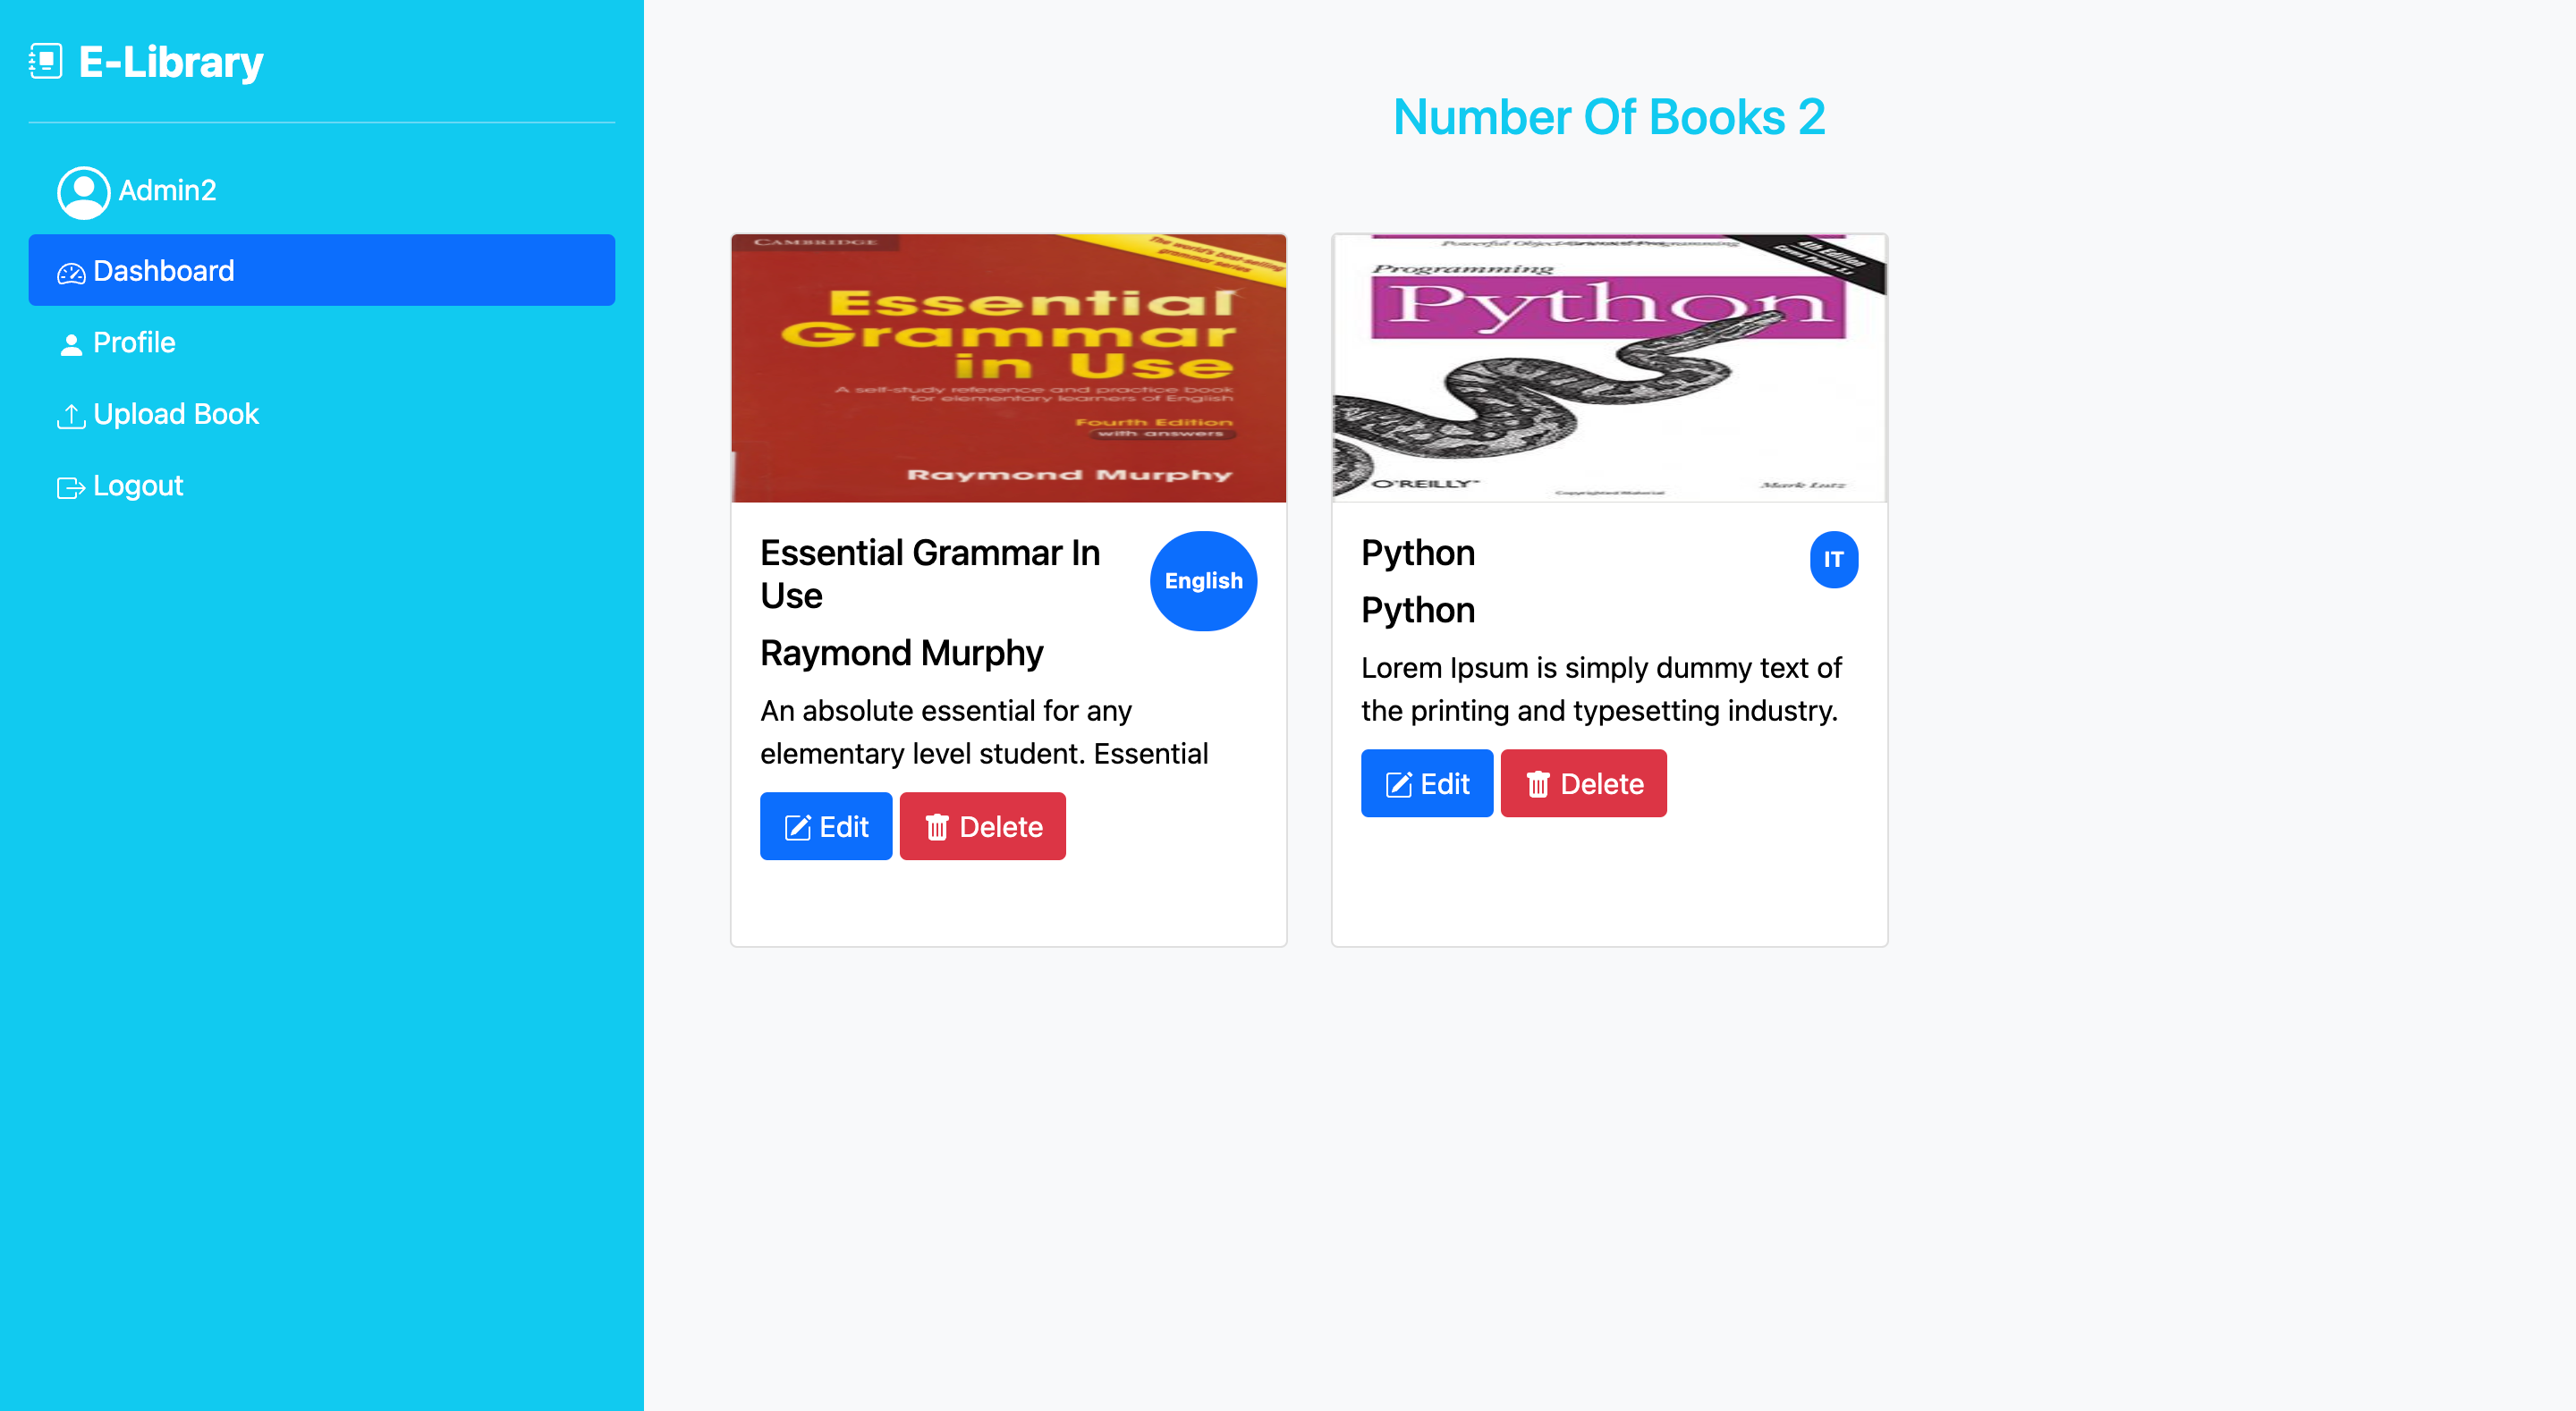 E-Library
Admin2
Dashboard
Profile
Upload Book
Logout
Number Of Books 2
CAMBRIDGE
The world's best-selling
grammar series
Essential
Grammar
in Use
A self-study reference and practice book
for elementary learners of English
Fourth Edition
with answers
Raymond Murphy
Essential Grammar In
Use
English
Raymond Murphy
An absolute essential for any
elementary level student. Essential
Edit
Delete
Powerful Object-Oriented Programming
4th Edition
Programming
Python
O'REILLY
Copyrighted Material
Mark Lutz
Python
IT
Python
Lorem Ipsum is simply dummy text of
the printing and typesetting industry.
Edit
Delete